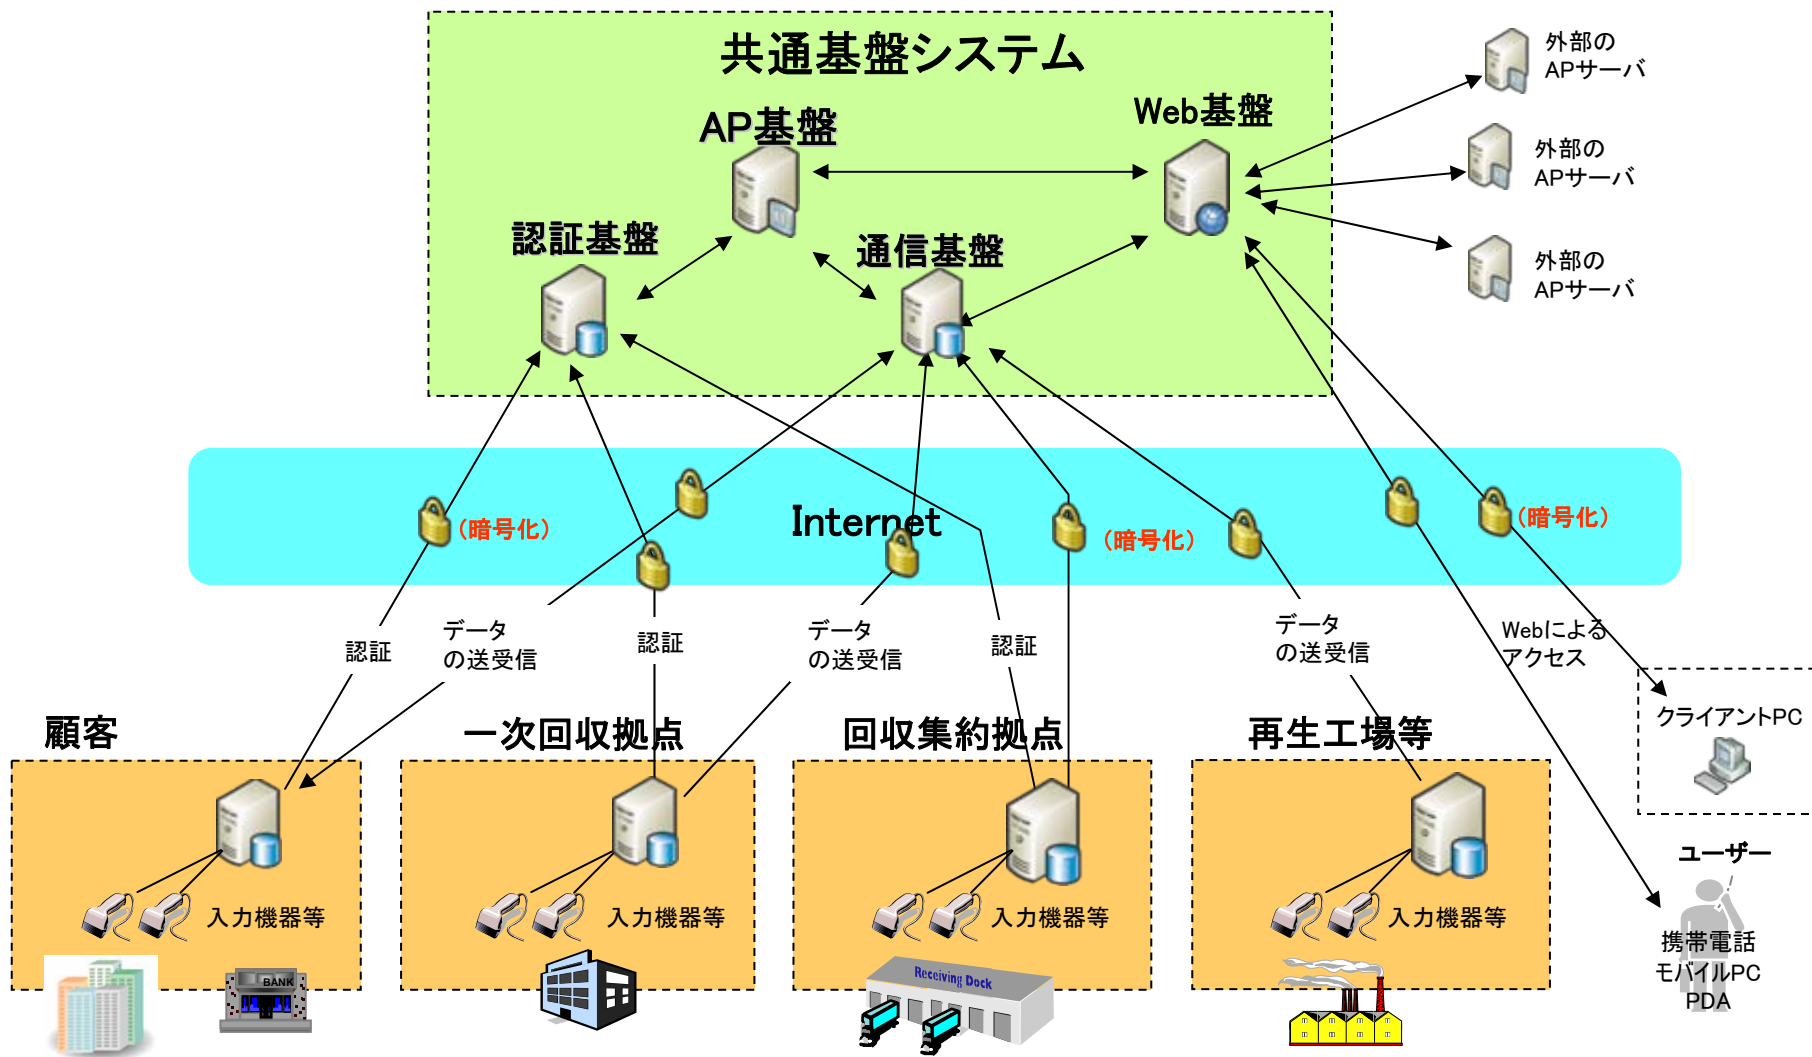 共通基盤システム
AP基盤
Web基盤
認証基盤
通信基盤
外部の
APサーバ
外部の
APサーバ
外部の
APサーバ
Internet
(暗号化)
(暗号化)
(暗号化)
認証
データ
の送受信
認証
データ
の送受信
認証
データ
の送受信
Webによる
アクセス
顧客
一次回収拠点
回収集約拠点
再生工場等
クライアントPC
入力機器等
入力機器等
入力機器等
入力機器等
BANK
Receiving Dock
ユーザー
携帯電話
モバイルPC
PDA